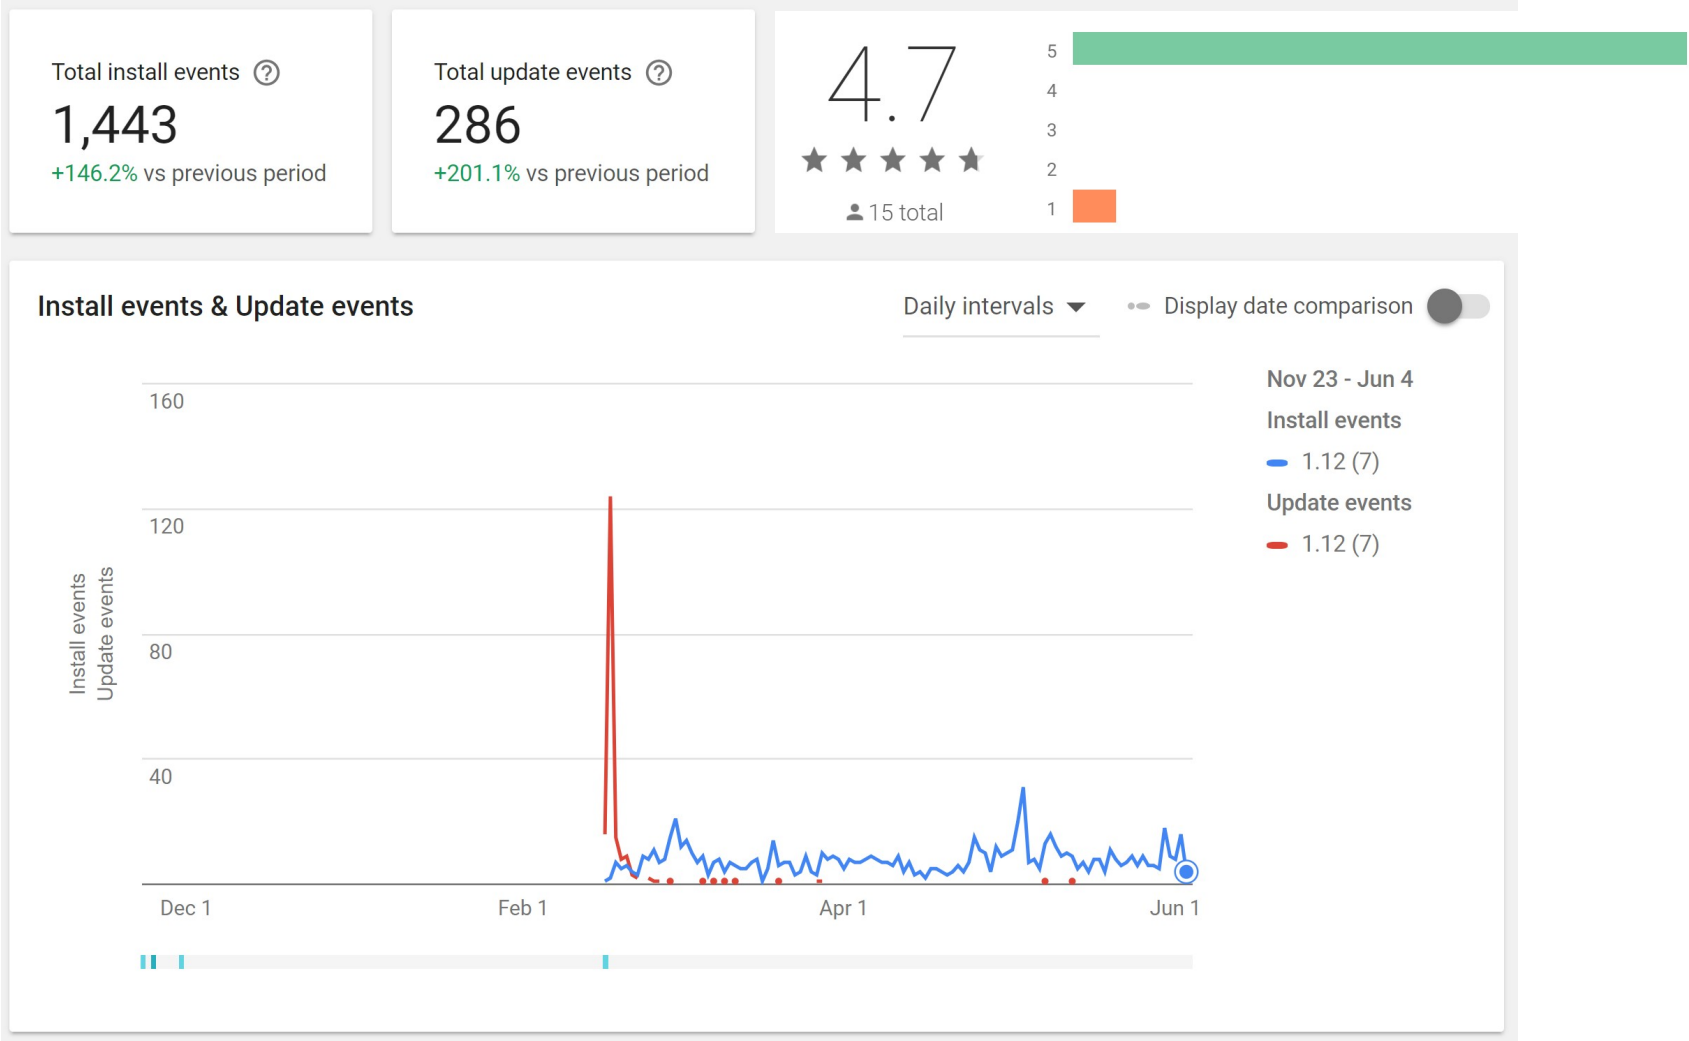 Total install events
1,443
+146.2% vs previous period
Total update events
286
+201.1% vs previous period
4.7
15 total
5
4
3
2
1
Install events & Update events
Daily intervals
Display date comparison
160
120
80
40
Install events
Update events
Dec 1
Feb 1
Apr 1
Jun 1
Nov 23 - Jun 4
Install events
1.12 (7)
Update events
1.12 (7)